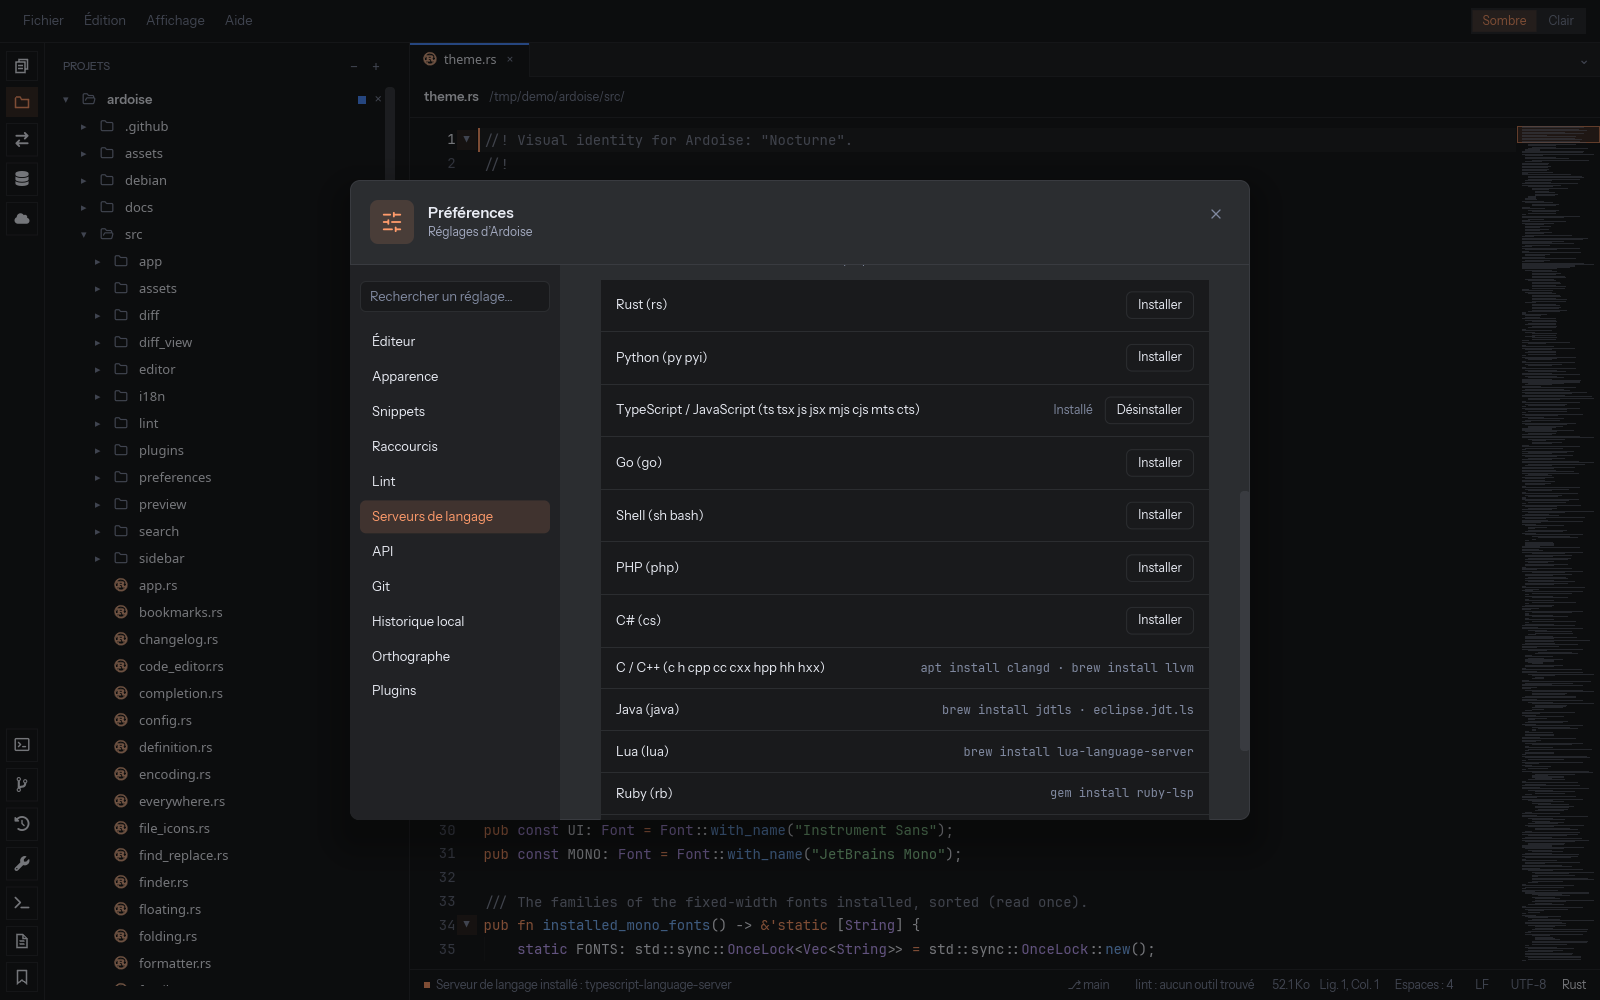 Fichier Édition Affichage Aide Sombre Clair
PROJETS − +
theme.rs ×
ardoise ×
theme.rs /tmp/demo/ardoise/src/
.github
assets
debian
docs
src
app
assets
diff
diff_view
editor
i18n
lint
plugins
preferences
preview
search
sidebar
app.rs
bookmarks.rs
changelog.rs
code_editor.rs
completion.rs
config.rs
definition.rs
encoding.rs
everywhere.rs
file_icons.rs
find_replace.rs
finder.rs
floating.rs
folding.rs
formatter.rs
1 //! Visual identity for Ardoise: "Nocturne".
2 //!
Préférences
Réglages d'Ardoise
Rechercher un réglage...
Éditeur
Apparence
Snippets
Raccourcis
Lint
Serveurs de langage
API
Git
Historique local
Orthographe
Plugins
Rust (rs) Installer
Python (py pyi) Installer
TypeScript / JavaScript (ts tsx js jsx mjs cjs mts cts) Installé Désinstaller
Go (go) Installer
Shell (sh bash) Installer
PHP (php) Installer
C# (cs) Installer
C / C++ (c h cpp cc cxx hpp hh hxx) apt install clangd · brew install llvm
Java (java) brew install jdtls · eclipse.jdt.ls
Lua (lua) brew install lua-language-server
Ruby (rb) gem install ruby-lsp
30 pub const UI: Font = Font::with_name("Instrument Sans");
31 pub const MONO: Font = Font::with_name("JetBrains Mono");
32
33 /// The families of the fixed-width fonts installed, sorted (read once).
34 pub fn installed_mono_fonts() -> &'static [String] {
35 static FONTS: std::sync::OnceLock<Vec<String>> = std::sync::OnceLock::new();
Serveur de langage installé : typescript-language-server main lint : aucun outil trouvé 52.1 Ko Lig. 1, Col. 1 Espaces : 4 LF UTF-8 Rust